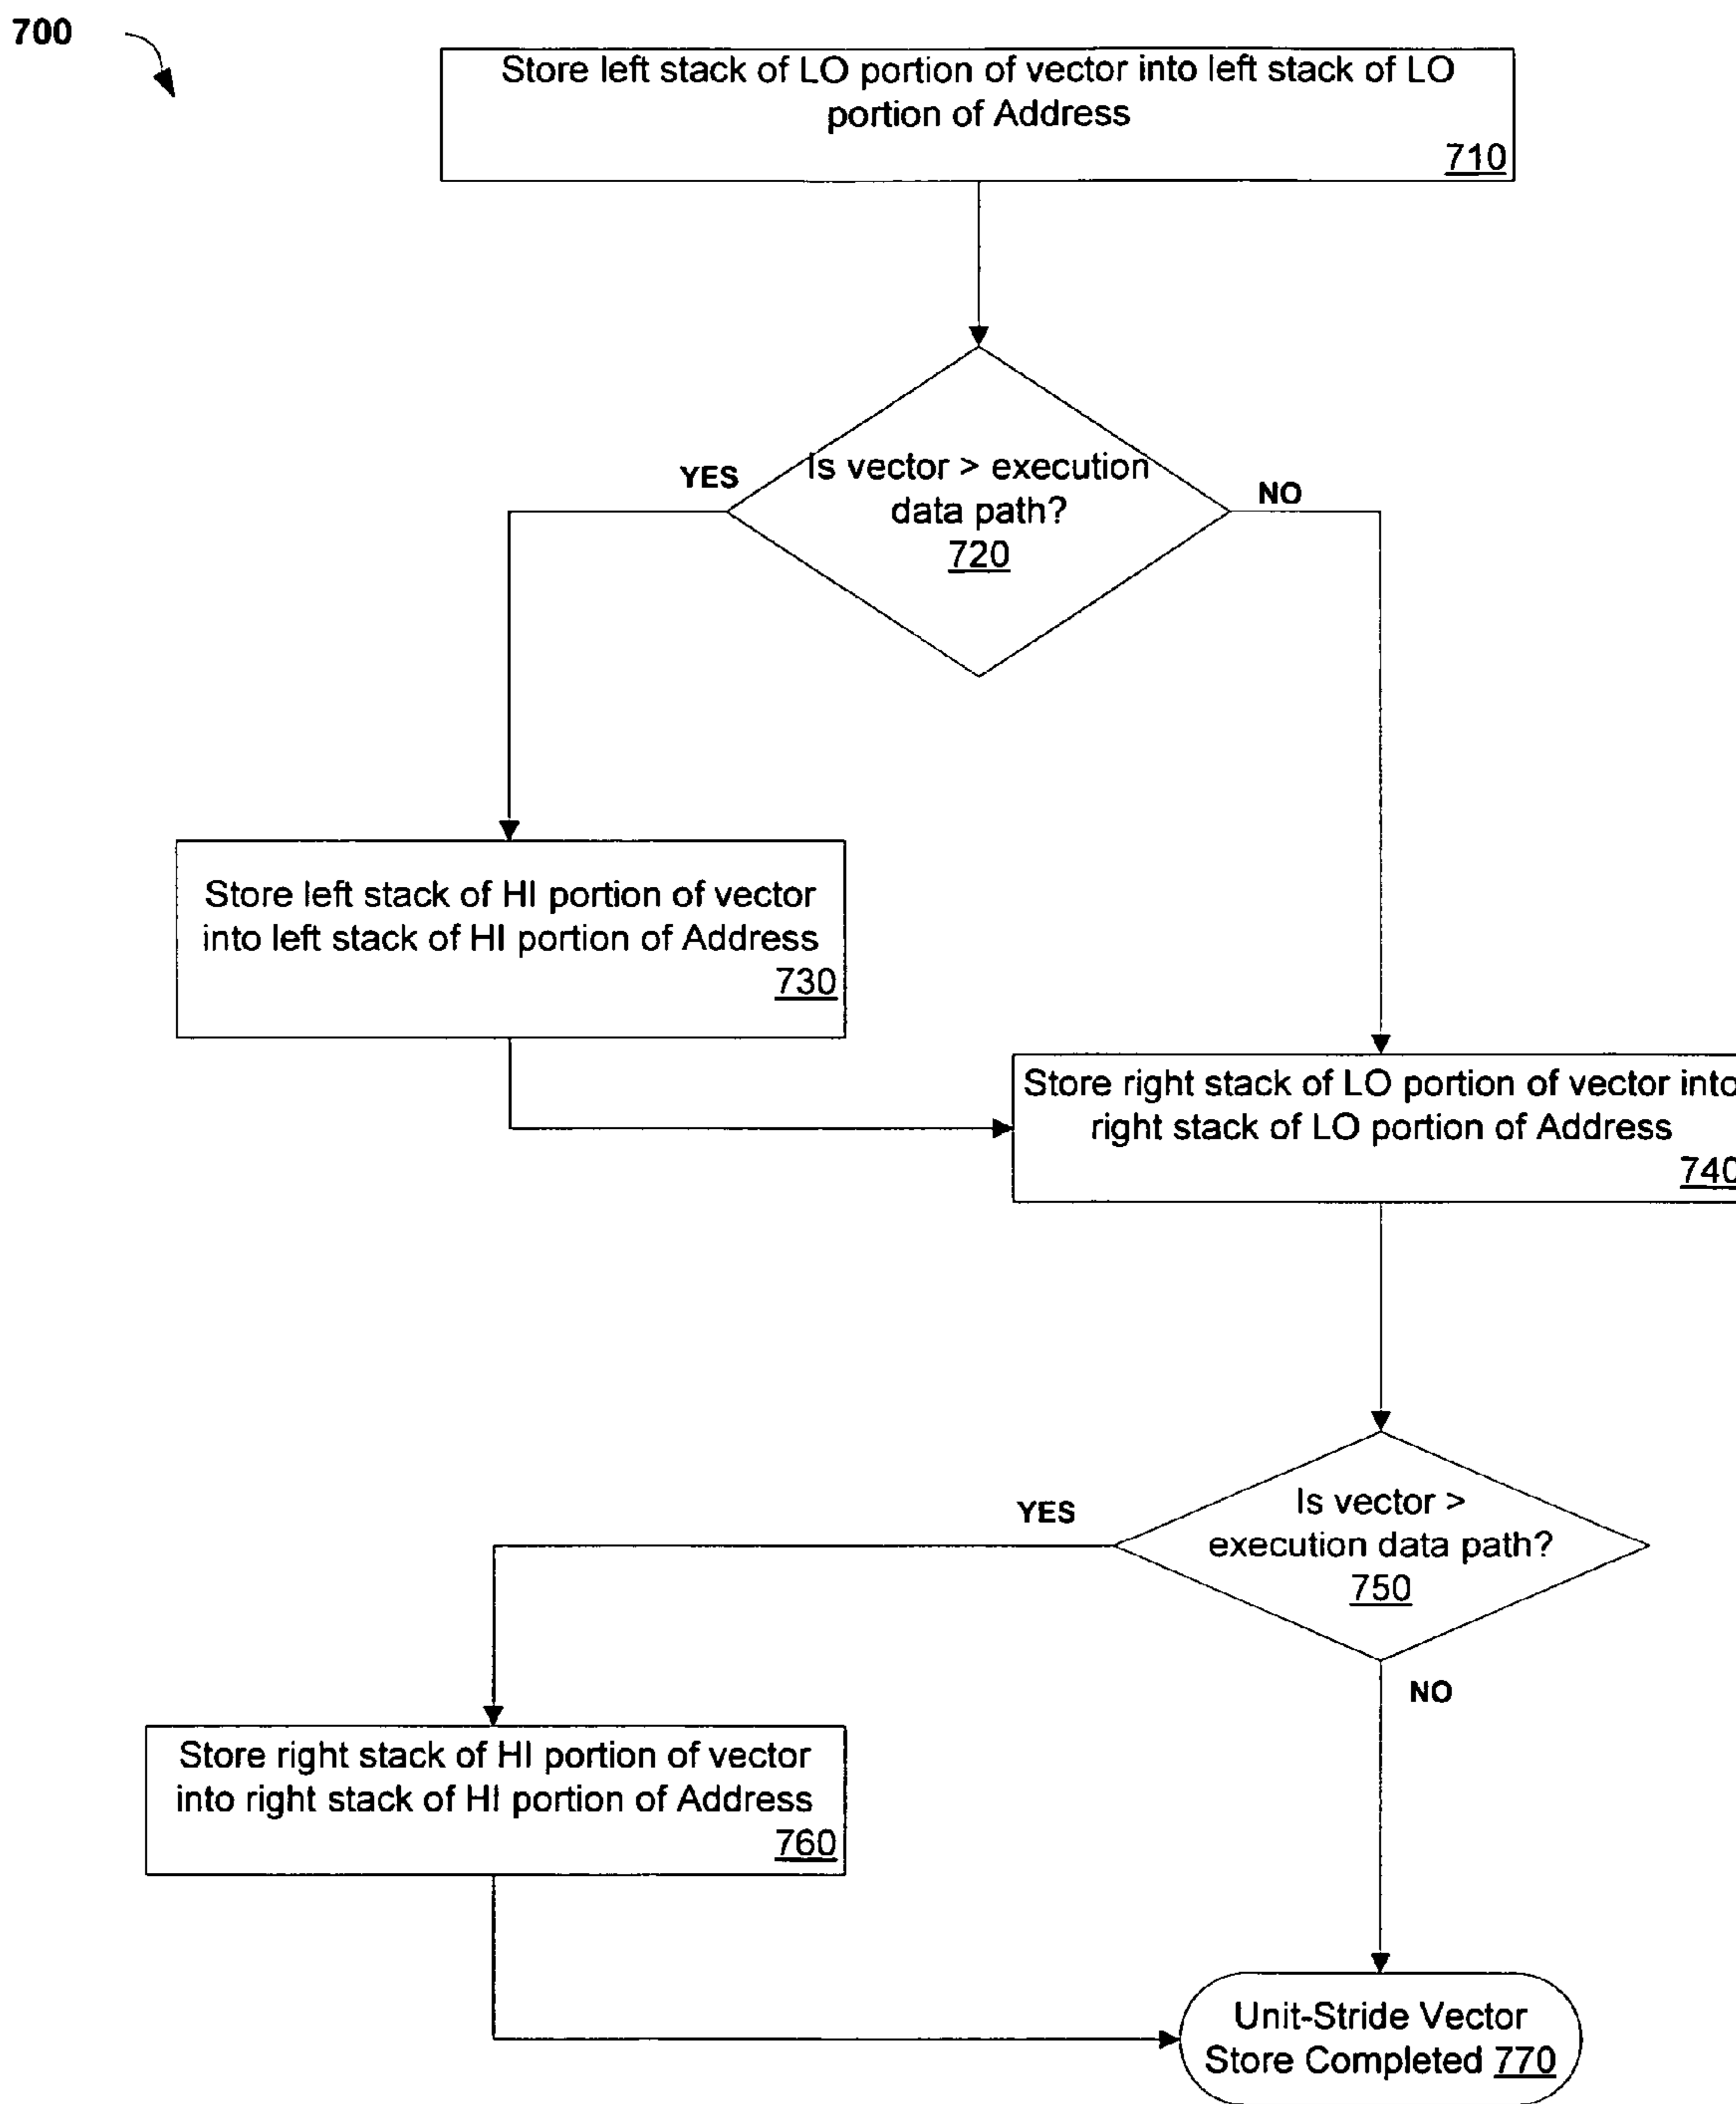 700
Store left stack of LO portion of vector into left stack of LO
portion of Address
710
Is vector > execution
data path?
720
YES
NO
Store left stack of HI portion of vector
into left stack of HI portion of Address
730
Store right stack of LO portion of vector into
right stack of LO portion of Address
740
Is vector >
execution data path?
750
YES
NO
Store right stack of HI portion of vector
into right stack of HI portion of Address
760
Unit-Stride Vector
Store Completed 770